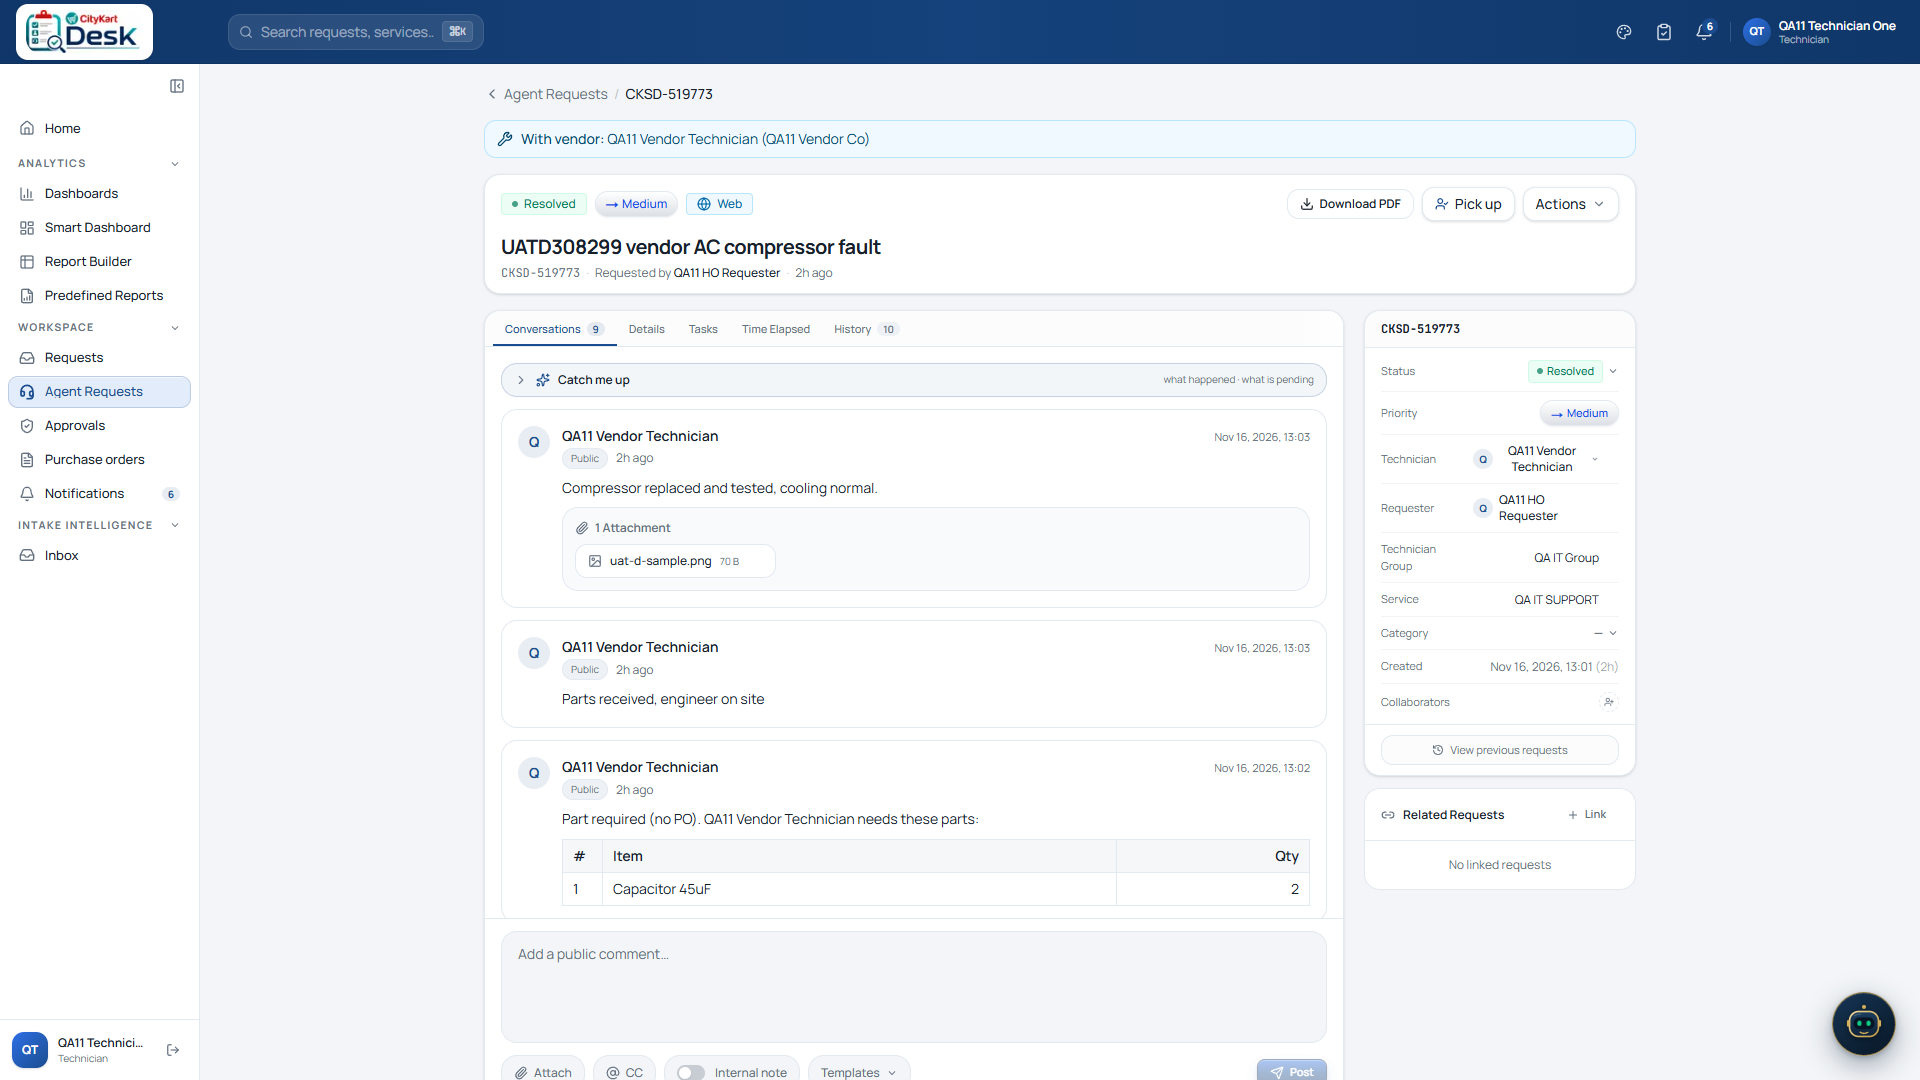 CityKart
Desk
Search requests, services..
⌘K
6
QT
QA11 Technician One
Technician
Home
ANALYTICS
Dashboards
Smart Dashboard
Report Builder
Predefined Reports
WORKSPACE
Requests
Agent Requests
Approvals
Purchase orders
Notifications 6
INTAKE INTELLIGENCE
Inbox
QT
QA11 Technici...
Technician
Agent Requests / CKSD-519773
With vendor: QA11 Vendor Technician (QA11 Vendor Co)
Resolved
→ Medium
Web
Download PDF
Pick up
Actions
UATD308299 vendor AC compressor fault
CKSD-519773 · Requested by QA11 HO Requester · 2h ago
Conversations 9
Details
Tasks
Time Elapsed
History 10
Catch me up
what happened · what is pending
Q
QA11 Vendor Technician
Nov 16, 2026, 13:03
Public
2h ago
Compressor replaced and tested, cooling normal.
1 Attachment
uat-d-sample.png 70 B
Q
QA11 Vendor Technician
Nov 16, 2026, 13:03
Public
2h ago
Parts received, engineer on site
Q
QA11 Vendor Technician
Nov 16, 2026, 13:02
Public
2h ago
Part required (no PO). QA11 Vendor Technician needs these parts:
# Item Qty
1 Capacitor 45uF 2
Add a public comment...
Attach
@ CC
Internal note
Templates
Post
CKSD-519773
Status
Resolved
Priority
→ Medium
Technician
Q
QA11 Vendor
Technician
Requester
Q
QA11 HO
Requester
Technician
Group
QA IT Group
Service
QA IT SUPPORT
Category
—
Created
Nov 16, 2026, 13:01 (2h)
Collaborators
View previous requests
Related Requests
+ Link
No linked requests